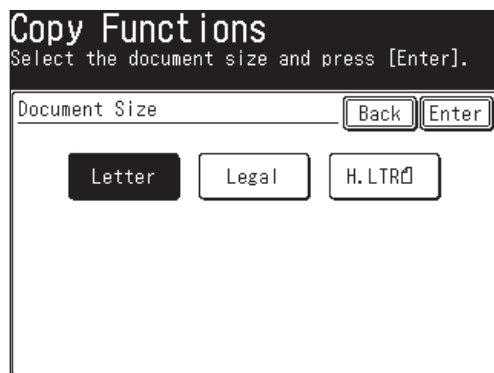 Copy Functions
Select the document size and press [Enter].
Document Size Back Enter
Letter Legal H.LTR